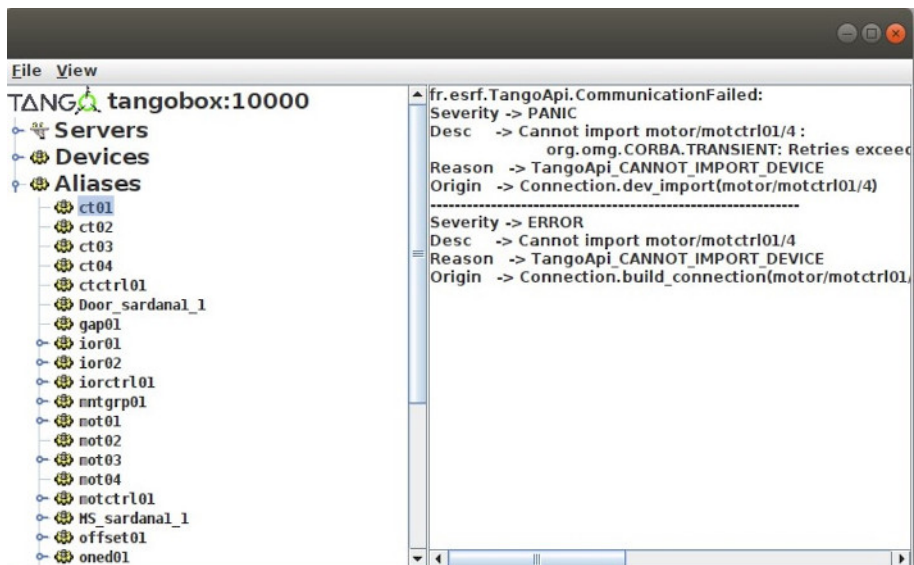 File View
TANGO tangobox:10000
Servers
Devices
Aliases
ct01
ct02
ct03
ct04
ctctrl01
Door_sardana1_1
gap01
ior01
ior02
iorctrl01
mntgrp01
mot01
mot02
mot03
mot04
motctrl01
MS_sardana1_1
offset01
oned01
fr.esrf.TangoApi.CommunicationFailed:
Severity -> PANIC
Desc -> Cannot import motor/motctrl01/4 :
org.omg.CORBA.TRANSIENT: Retries exceed
Reason -> TangoApi_CANNOT_IMPORT_DEVICE
Origin -> Connection.dev_import(motor/motctrl01/4)
--------------------------------------------------------------
Severity -> ERROR
Desc -> Cannot import motor/motctrl01/4
Reason -> TangoApi_CANNOT_IMPORT_DEVICE
Origin -> Connection.build_connection(motor/motctrl01/